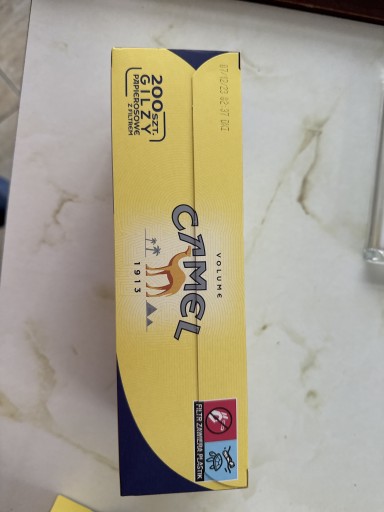 200 SZT.
GILZY
PAPIEROSOWE
Z FILTREM
VOLUME
CAMEL
1913
FILTR ZAWIERA PLASTIK